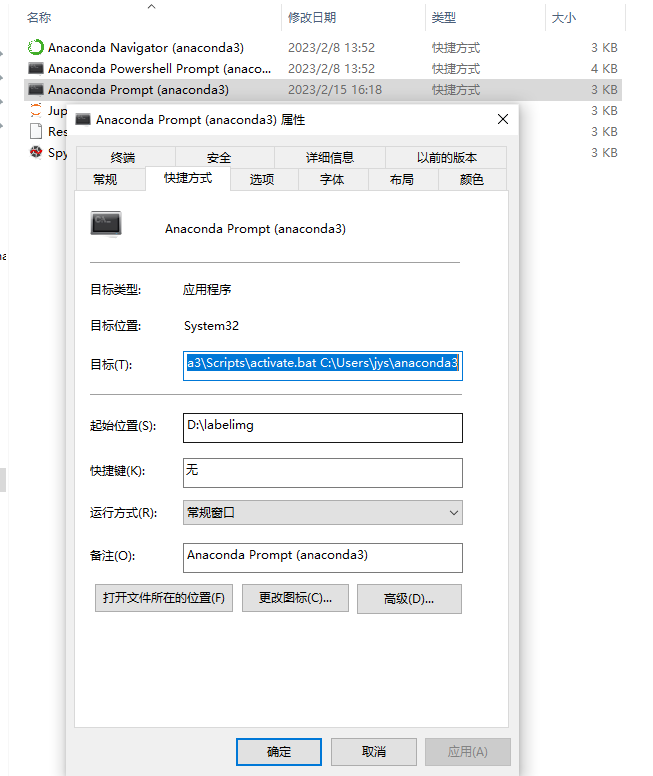 名称 修改日期 类型 大小
Anaconda Navigator (anaconda3) 2023/2/8 13:52 快捷方式 3 KB
Anaconda Powershell Prompt (anaco... 2023/2/8 13:52 快捷方式 4 KB
Anaconda Prompt (anaconda3) 2023/2/15 16:18 快捷方式 3 KB
Jup 3 KB
Res 3 KB
Spy 3 KB
Anaconda Prompt (anaconda3) 属性
终端 安全 详细信息 以前的版本
常规 快捷方式 选项 字体 布局 颜色
Anaconda Prompt (anaconda3)
目标类型: 应用程序
目标位置: System32
目标(T): a3\Scripts\activate.bat C:\Users\jys\anaconda3
起始位置(S): D:\labelimg
快捷键(K): 无
运行方式(R): 常规窗口
备注(O): Anaconda Prompt (anaconda3)
打开文件所在的位置(F) 更改图标(C)... 高级(D)...
确定 取消 应用(A)